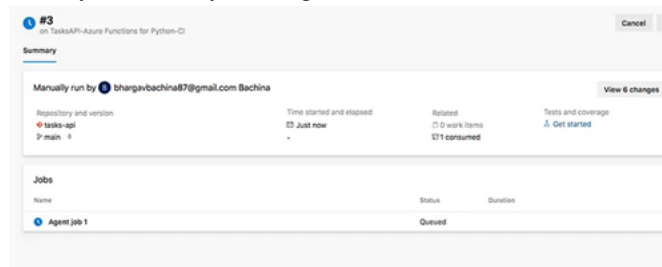 #3
on TasksAPI-Azure Functions for Python-CI
Cancel
Summary
Manually run by B bhargavbachina87@gmail.com Bachina
View 6 changes
Repository and version
Time started and elapsed
Related
Tests and coverage
tasks-api
Just now
0 work items
Get started
main
-
1 consumed
Jobs
Name
Status
Duration
Agent job 1
Queued